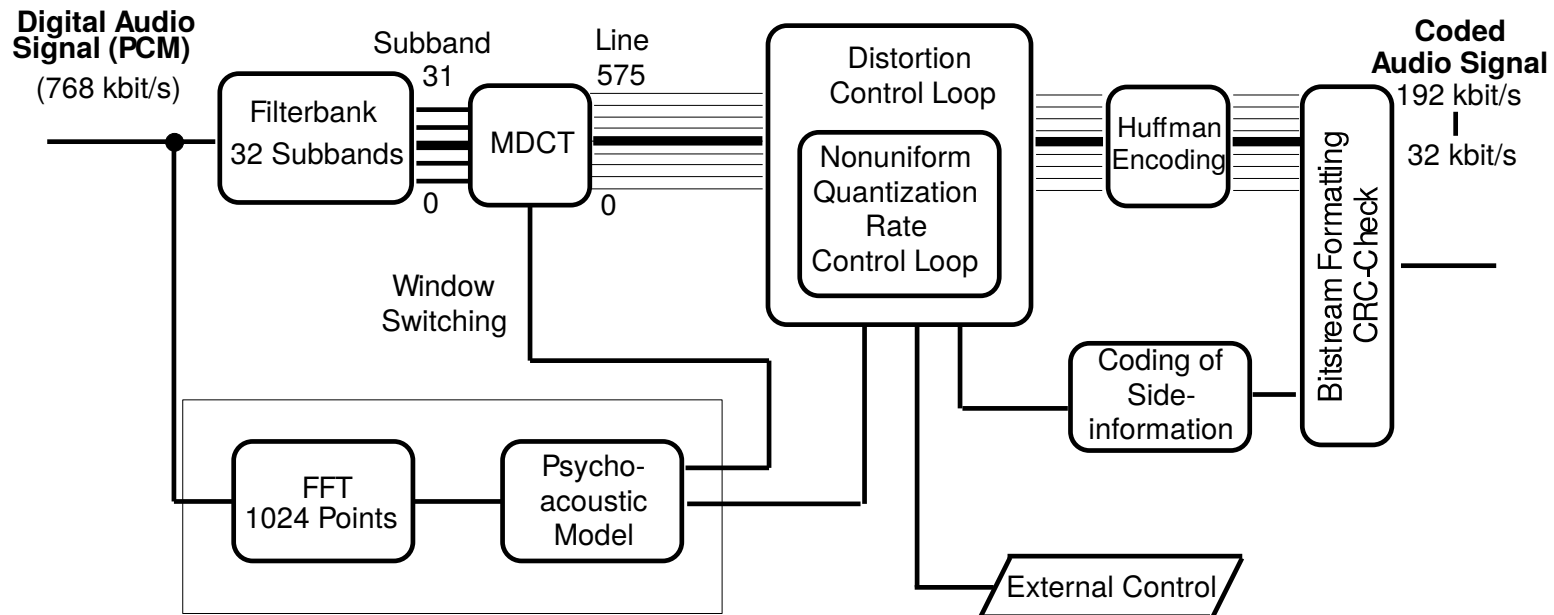 Digital Audio
Signal (PCM)
(768 kbit/s)
Filterbank
32 Subbands
Subband
31
0
MDCT
Line
575
0
Window
Switching
FFT
1024 Points
Psycho-
acoustic
Model
Distortion
Control Loop
Nonuniform
Quantization
Rate
Control Loop
External Control
Huffman
Encoding
Coding of
Side-
information
Bitstream Formatting
CRC-Check
Coded
Audio Signal
192 kbit/s
32 kbit/s